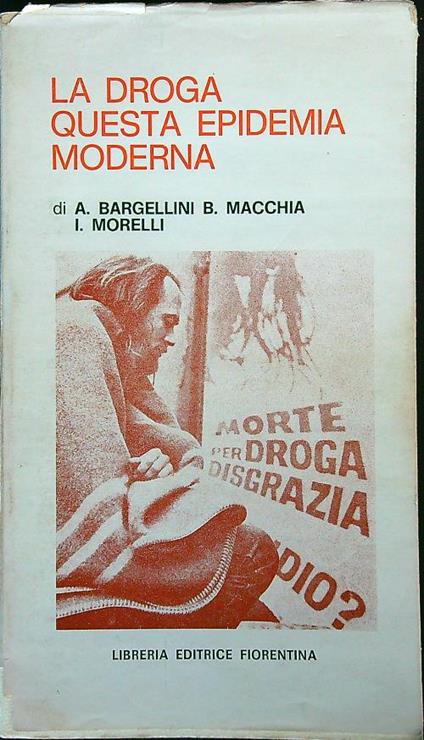 LA DROGA
QUESTA EPIDEMIA
MODERNA
di A. BARGELLINI B. MACCHIA
I. MORELLI
MORTE
PER DROGA
DISGRAZIA
DIO?
LIBRERIA EDITRICE FIORENTINA